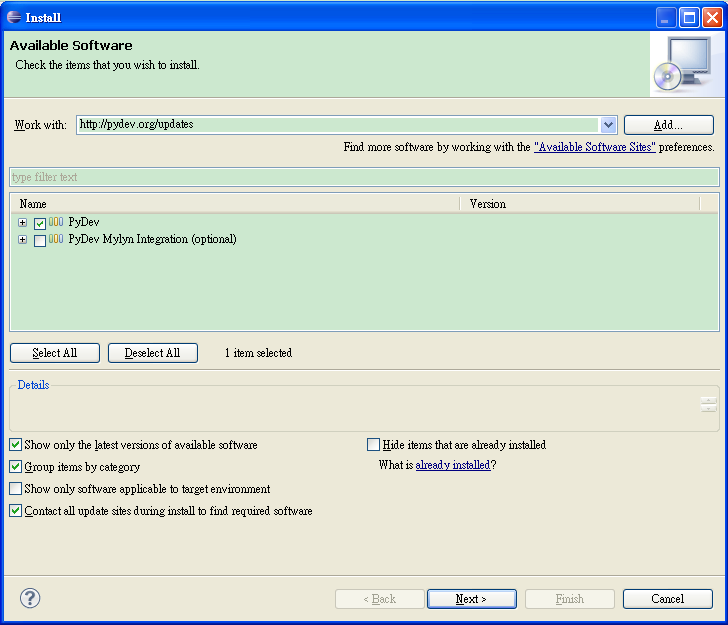 Install
Available Software
Check the items that you wish to install.
Work with: http://pydev.org/updates Add...
Find more software by working with the "Available Software Sites" preferences.
type filter text
Name Version
PyDev
PyDev Mylyn Integration (optional)
Select All Deselect All 1 item selected
Details
Show only the latest versions of available software Hide items that are already installed
Group items by category What is already installed?
Show only software applicable to target environment
Contact all update sites during install to find required software
? < Back Next > Finish Cancel